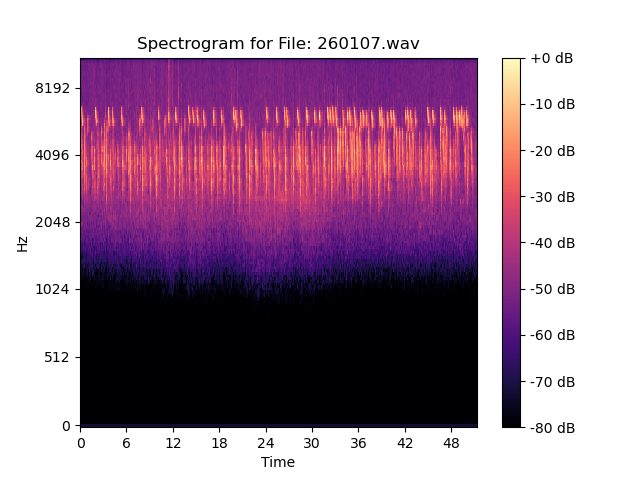 Spectrogram for File: 260107.wav
+0 dB
8192
-10 dB
4096
-20 dB
-30 dB
2048
-40 dB
Hz
1024
-50 dB
512
-60 dB
-70 dB
0
-80 dB
0 6 12 18 24 30 36 42 48
Time